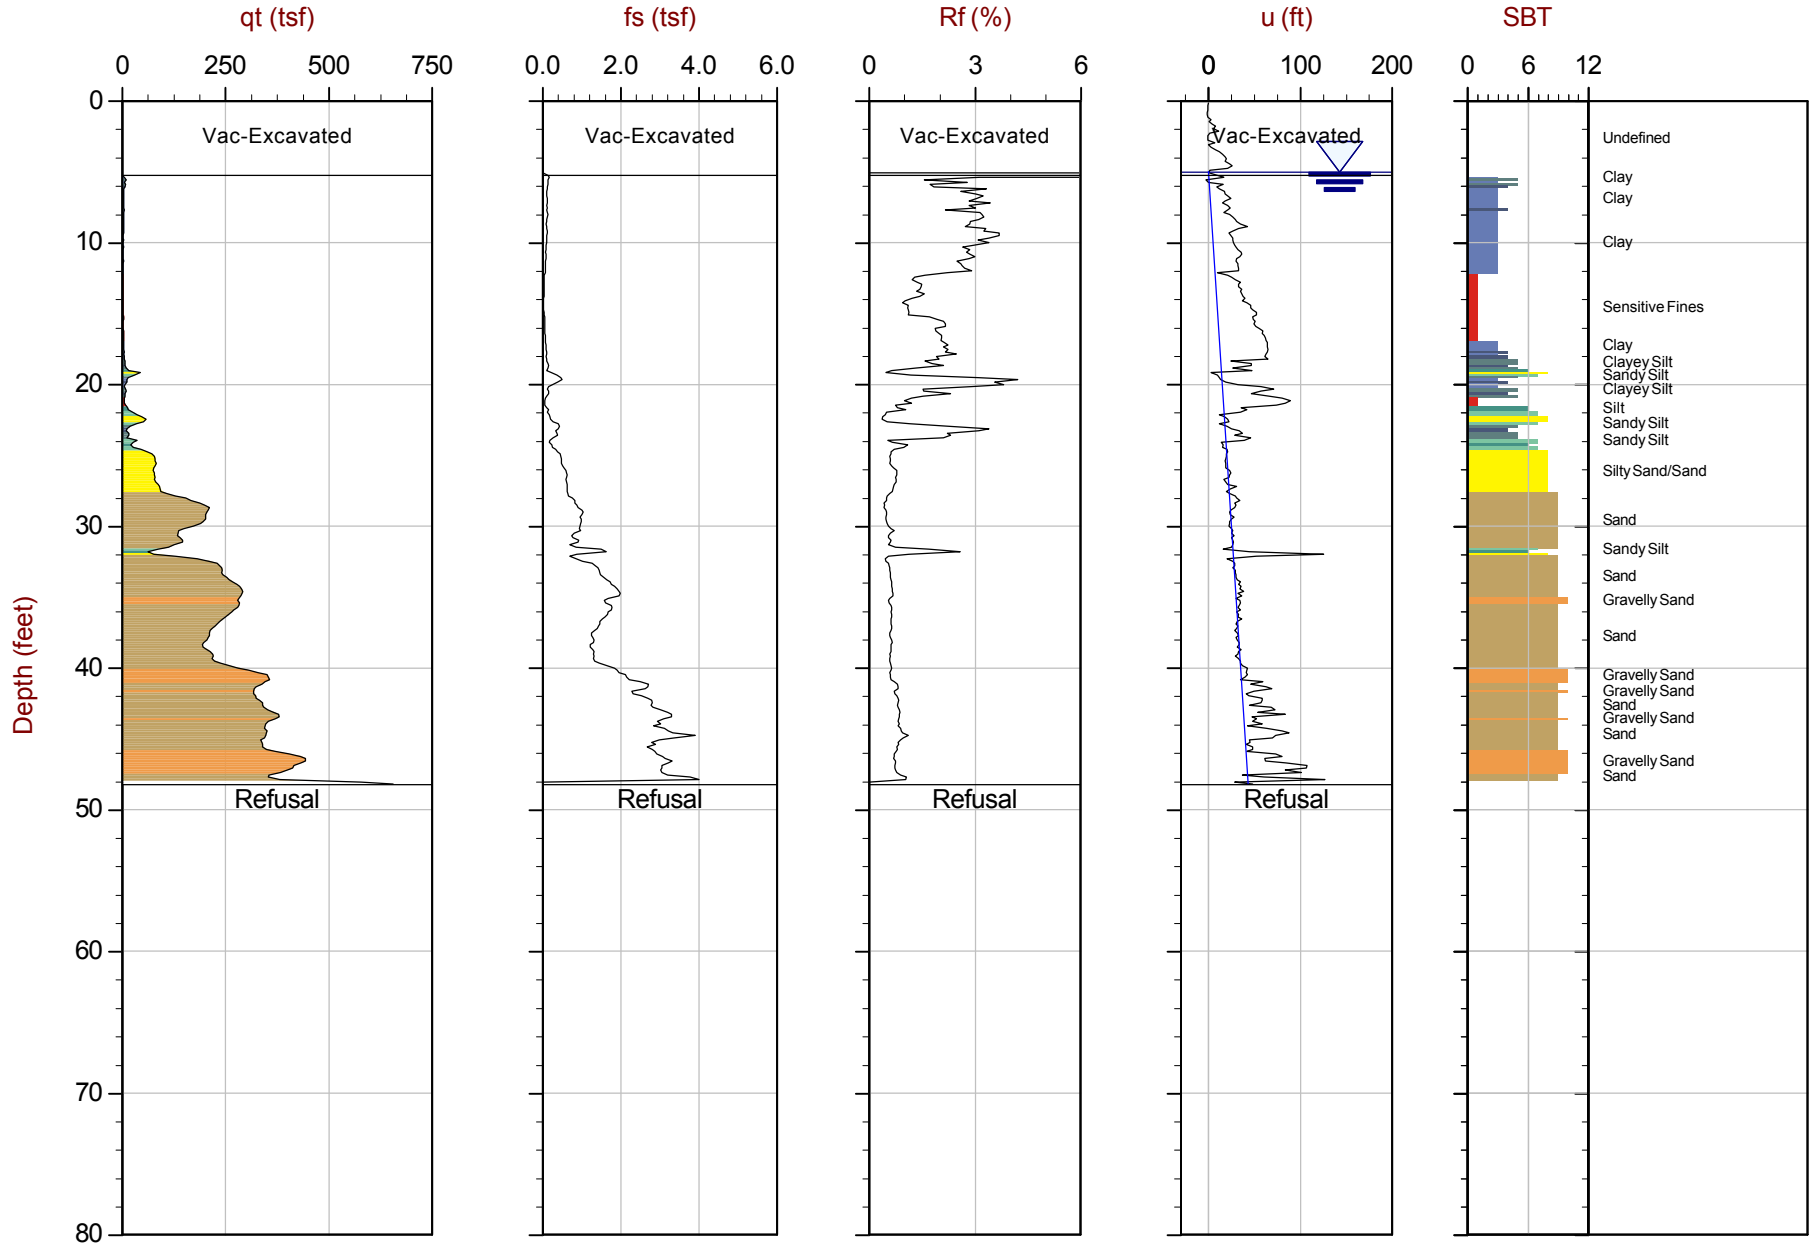 qt (tsf) fs (tsf) Rf (%) u (ft) SBT
0 250 500 750 0.0 2.0 4.0 6.0 0 3 6 0 100 200 0 6 12
0
Vac-Excavated Vac-Excavated Vac-Excavated Vac-Excavated Undefined
Clay
Clay
10 Clay
Sensitive Fines
Clay
Clayey Silt
Sandy Silt
20 Clayey Silt
Silt
Sandy Silt
Sandy Silt
Silty Sand/Sand
30 Sand
Sandy Silt
Sand
Gravelly Sand
Sand
40 Gravelly Sand
Gravelly Sand
Sand
Gravelly Sand
Sand
Gravelly Sand
Sand
Refusal Refusal Refusal Refusal
50
60
70
80
Depth (feet)